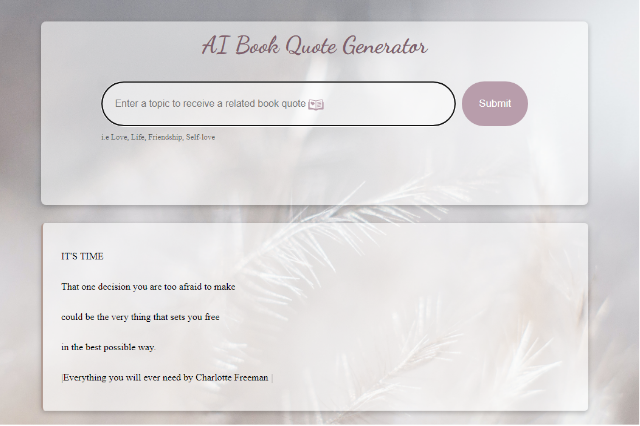 AI Book Quote Generator
Enter a topic to receive a related book quote
Submit
i.e Love, Life, Friendship, Self-love
IT'S TIME
That one decision you are too afraid to make
could be the very thing that sets you free
in the best possible way.
|Everything you will ever need by Charlotte Freeman |